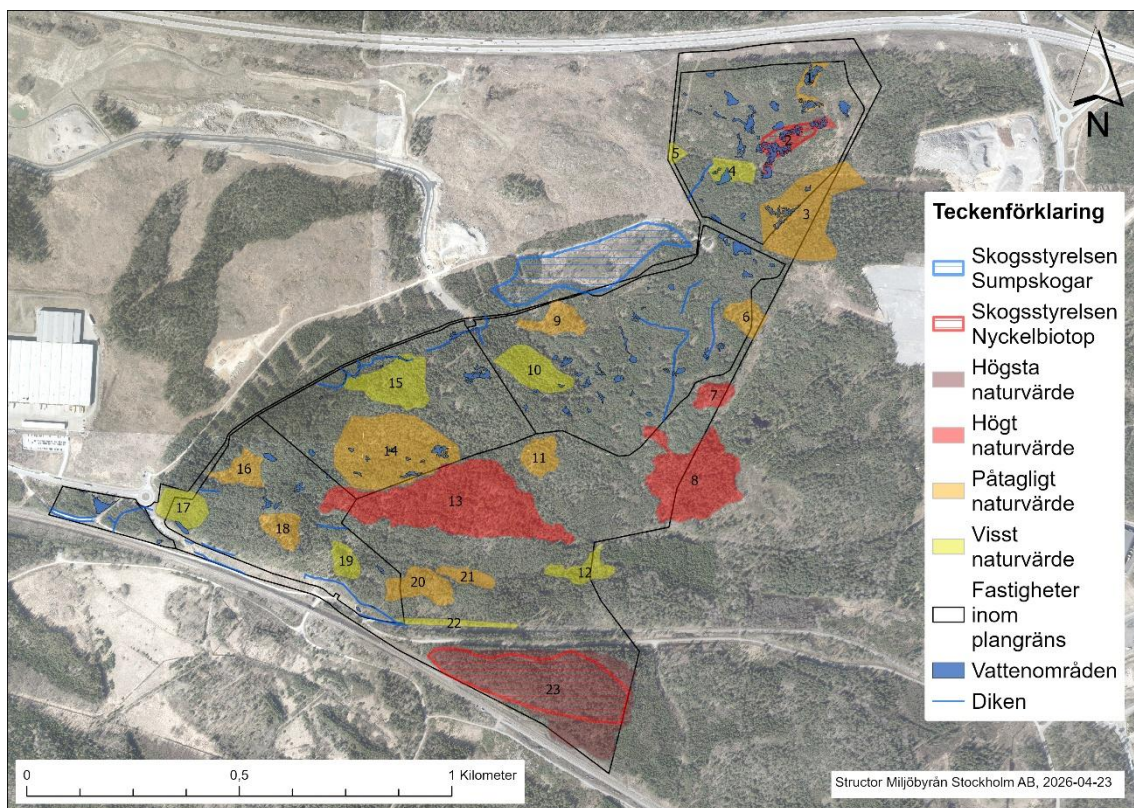 1
2
3
4
5
6
7
8
9
10
11
12
13
14
15
16
17
18
19
20
21
22
23
N
Teckenförklaring
Skogsstyrelsen
Sumpskogar
Skogsstyrelsen
Nyckelbiotop
Högsta
naturvärde
Högt
naturvärde
Påtagligt
naturvärde
Visst
naturvärde
Fastigheter
inom
plangräns
Vattenområden
Diken
0 0,5 1 Kilometer
Structor Miljöbyrån Stockholm AB, 2026-04-23